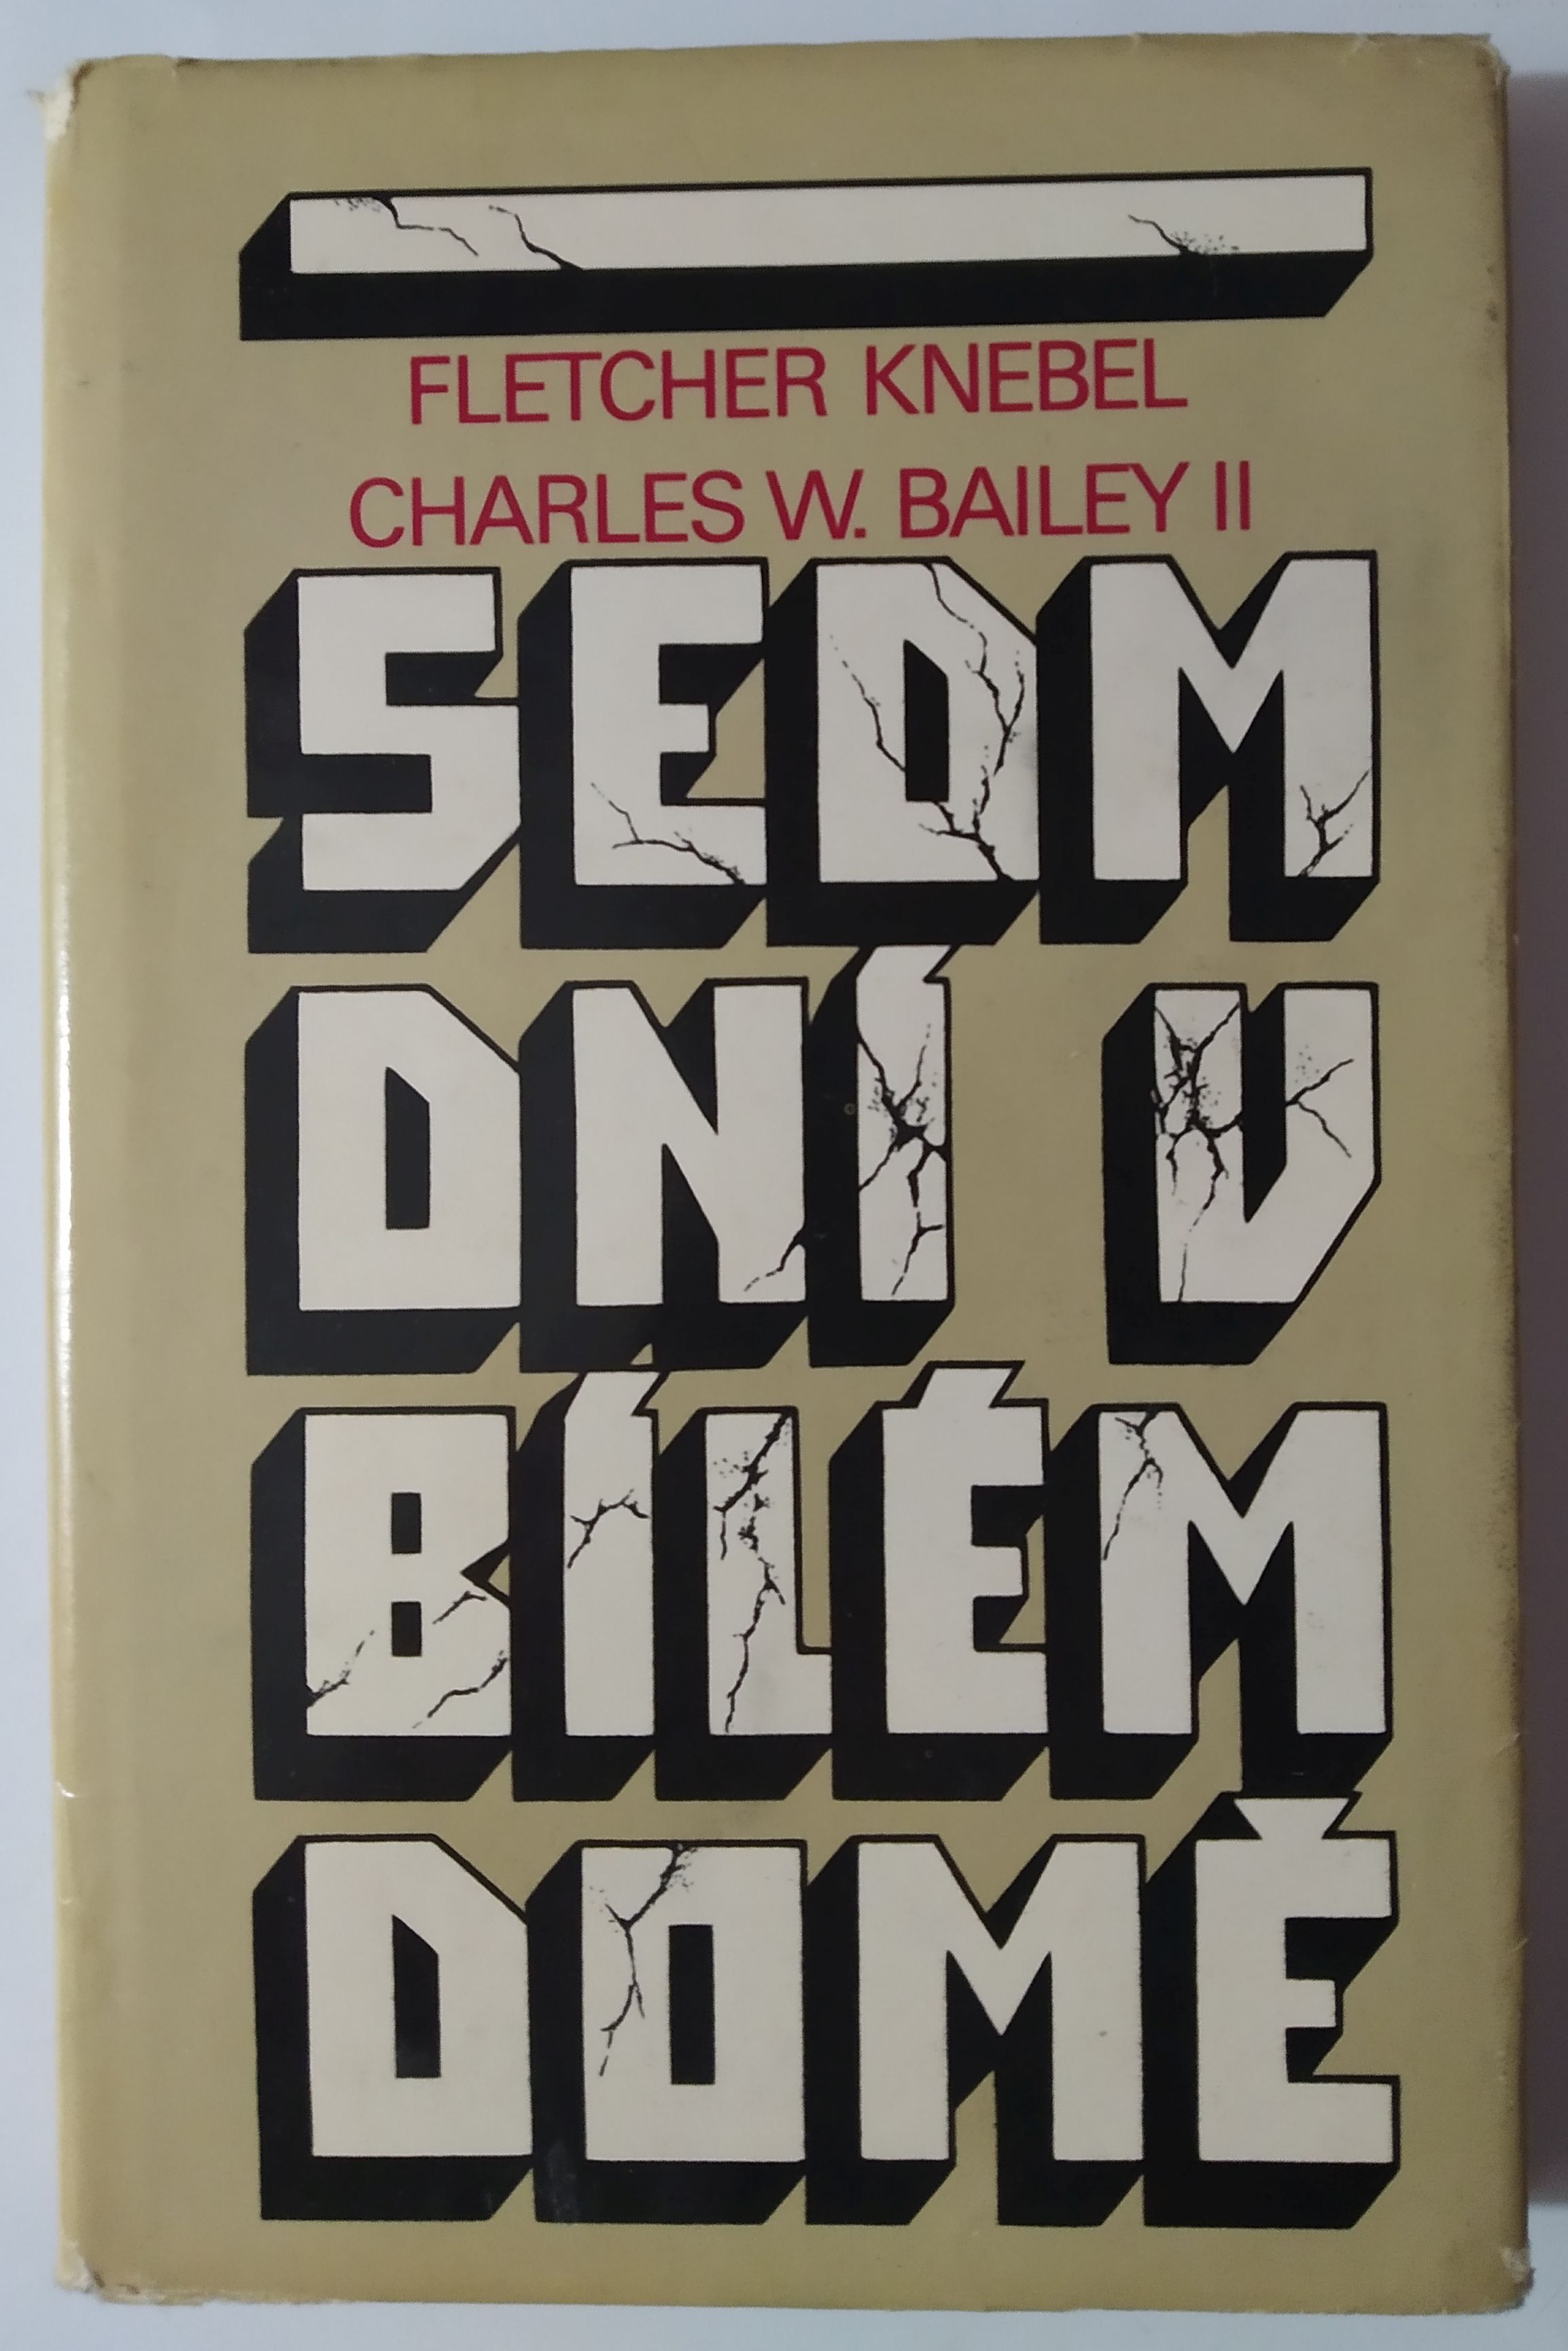 FLETCHER KNEBEL
CHARLES W. BAILEY II
SEDM
DNÍ V
BÍLÉM
DOMĚ